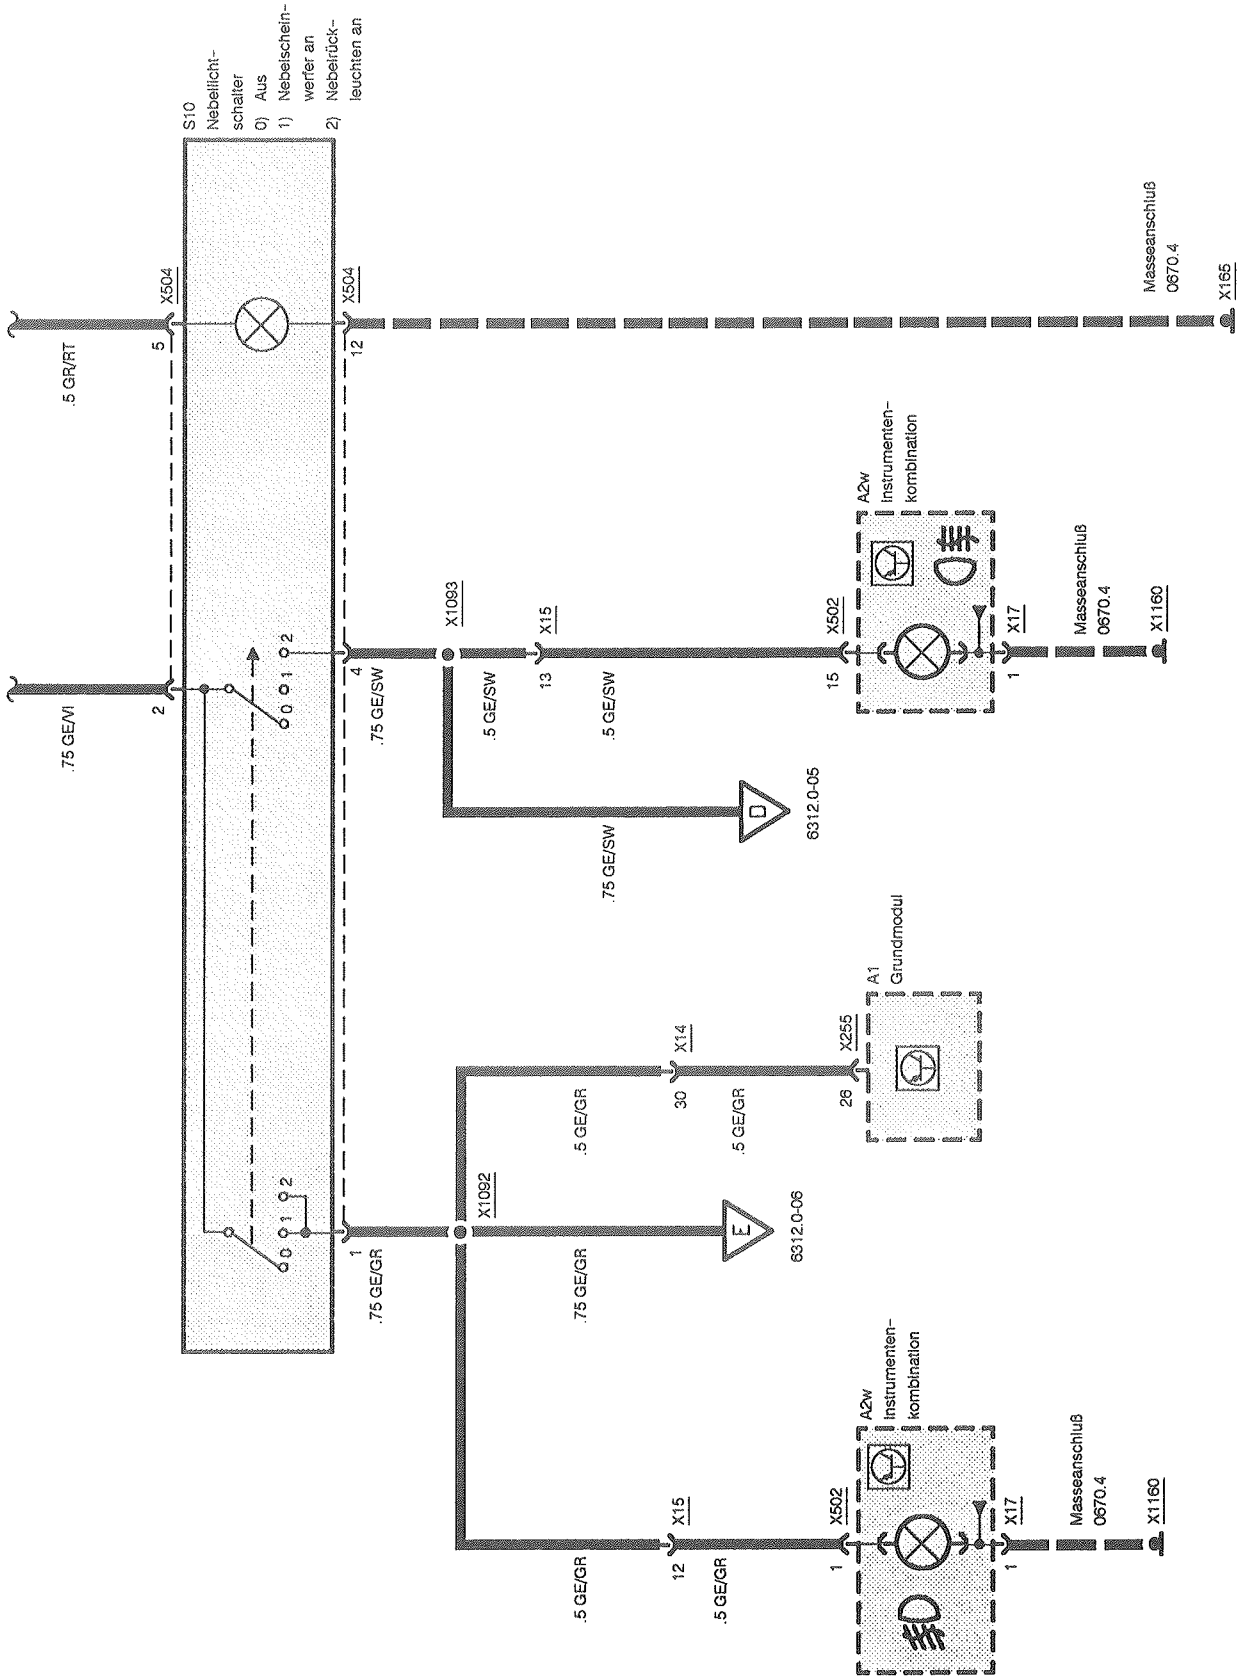 .75 GE/VI
2
.5 GR/RT
5
X504
S10
Nebellicht-
schalter
0) Aus
1) Nebelschein-
werfer an
2) Nebelrück-
leuchten an
0
1
2
0
1
2
1
4
12
X504
.75 GE/GR
X1092
.75 GE/GR
E
6312.0-06
.5 GE/GR
12
X15
.5 GE/GR
1
X502
A2w
Instrumenten-
kombination
1
X17
Masseanschluß
0670.4
X1160
.5 GE/GR
30
X14
.5 GE/GR
26
X255
A1
Grundmodul
.75 GE/SW
X1093
.75 GE/SW
D
6312.0-05
.5 GE/SW
13
X15
.5 GE/SW
15
X502
A2w
Instrumenten-
kombination
1
X17
Masseanschluß
0670.4
X1160
Masseanschluß
0670.4
X165